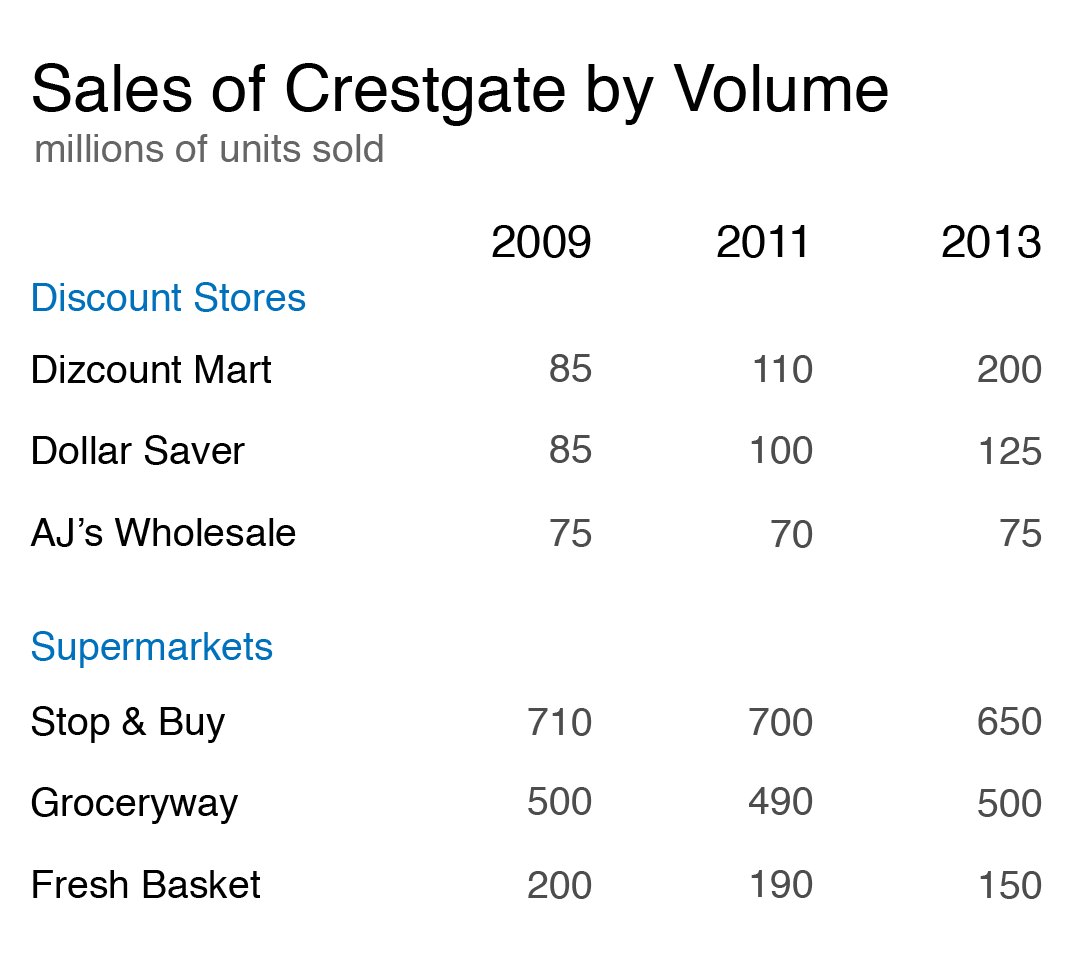 Sales of Crestgate by Volume
millions of units sold
2009 2011 2013
Discount Stores
Dizcount Mart 85 110 200
Dollar Saver 85 100 125
AJ’s Wholesale 75 70 75
Supermarkets
Stop & Buy 710 700 650
Groceryway 500 490 500
Fresh Basket 200 190 150